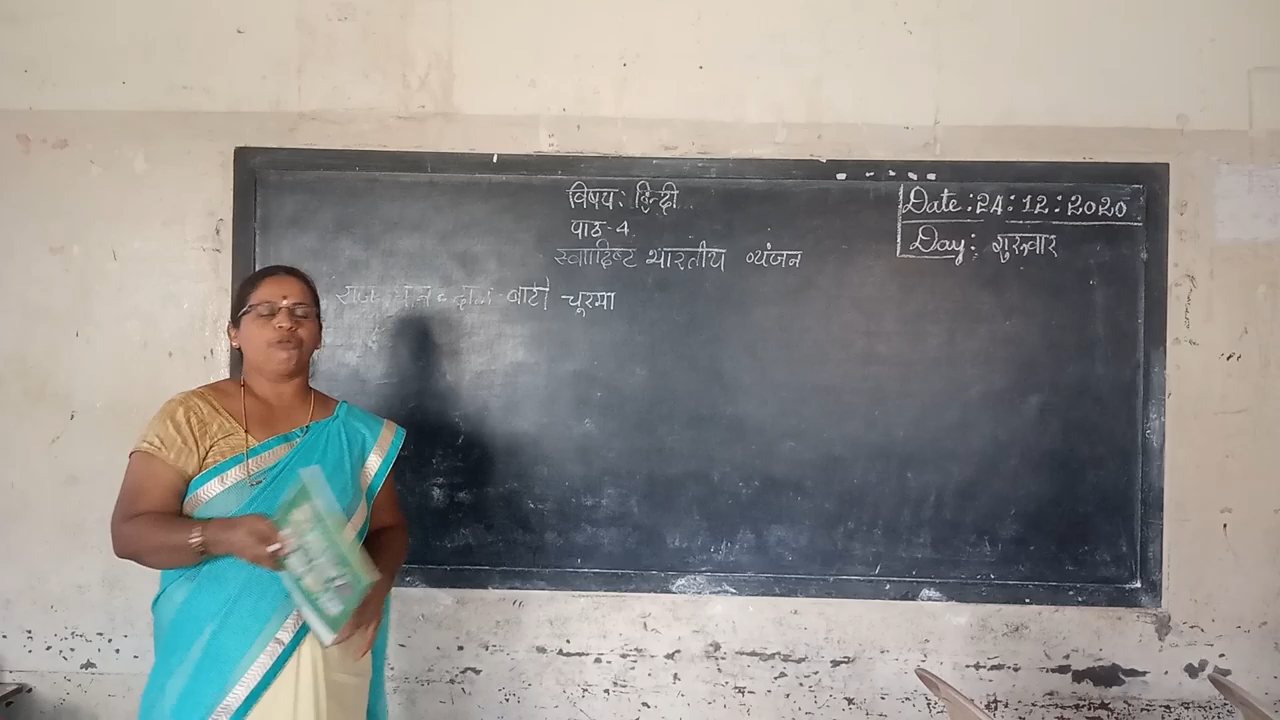 विषय: हिन्दी
पाठ-4
स्वाादिष्ट भारतीय व्यंजन
दाल बाटी चूरमा
Date: 24:12:2020
Day: गुरुवार